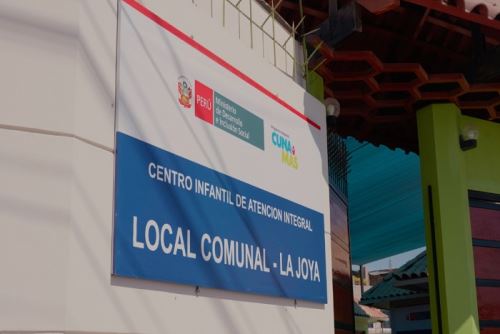 PERÚ
Ministerio
de Desarrollo
e Inclusión Social
CUNA
MÁS
CENTRO INFANTIL DE ATENCION INTEGRAL
LOCAL COMUNAL - LA JOYA